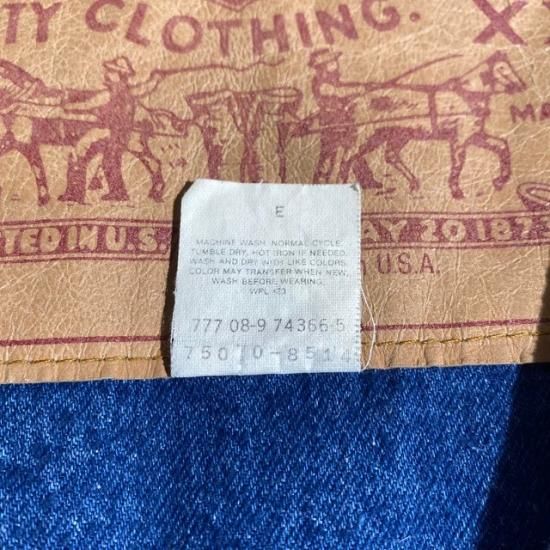 TY CLOTHING. X
MA
TED IN U.S.
AY 20 187
U.S.A.
E
MACHINE WASH, NORMAL CYCLE,
TUMBLE DRY, HOT IRON IF NEEDED.
WASH AND DRY WITH LIKE COLORS.
COLOR MAY TRANSFER WHEN NEW,
WASH BEFORE WEARING.
WPL 423
777 08-9 74366-5
75070-8514